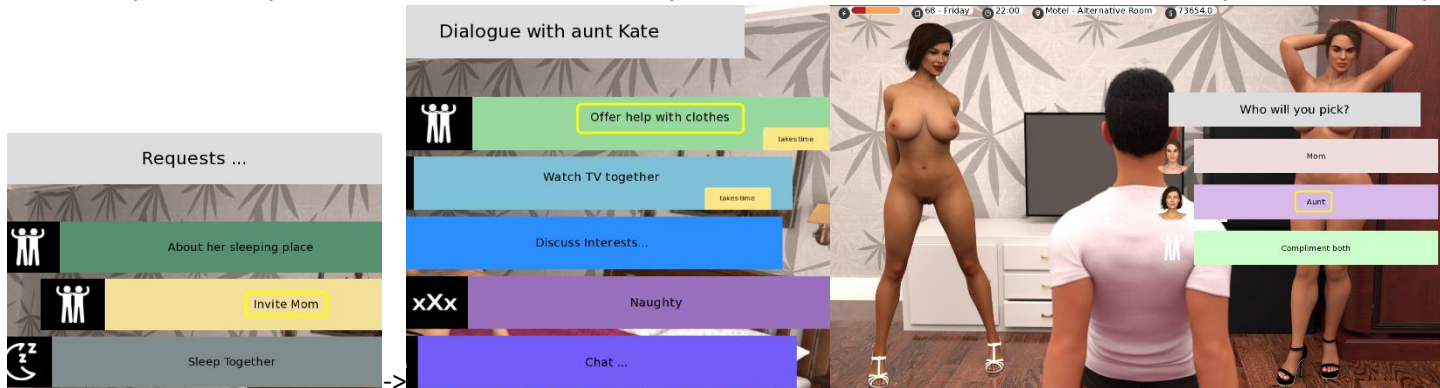 Requests ...
About her sleeping place
Invite Mom
Sleep Together
->
Dialogue with aunt Kate
Offer help with clothes
takes time
Watch TV together
takes time
Discuss Interests...
xXx
Naughty
Chat ...
68 - Friday
22:00
Motel - Alternative Room
$
73654.0
Who will you pick?
Mom
Aunt
Compliment both